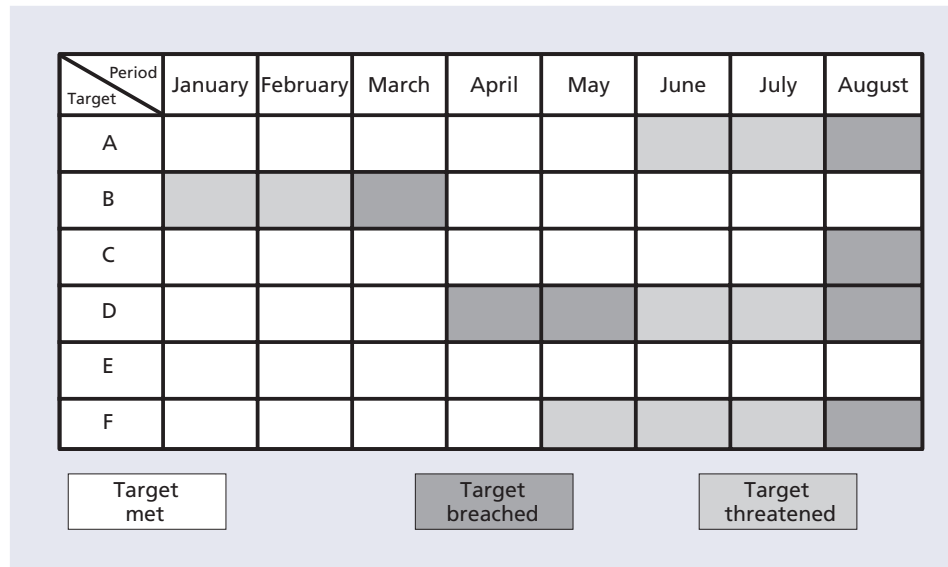 Period
Target
January February March April May June July August
A
B
C
D
E
F
Target
met
Target
breached
Target
threatened